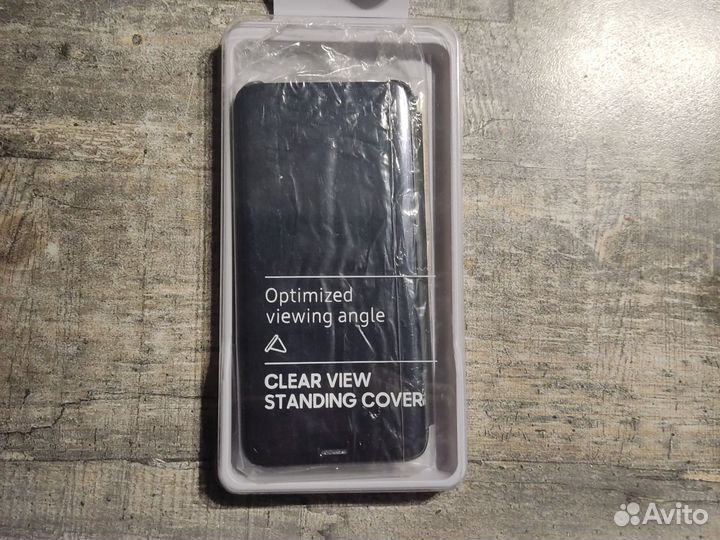 Optimized
viewing angle
CLEAR VIEW
STANDING COVER
Avito